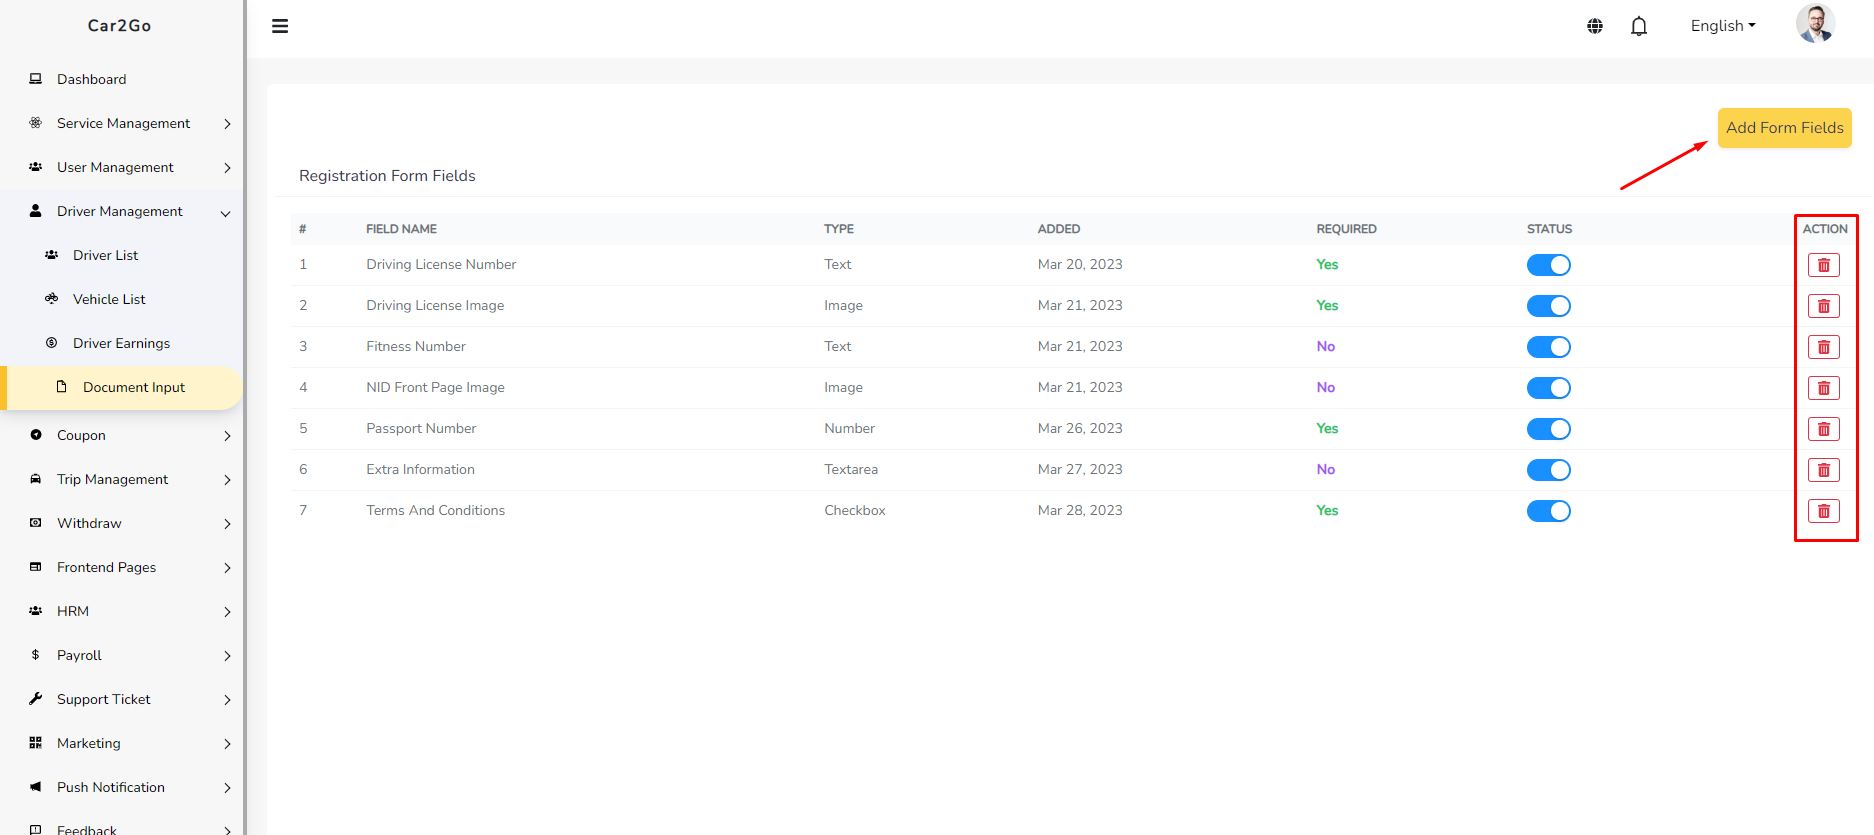 Car2Go
English
Dashboard
Service Management
User Management
Driver Management
Driver List
Vehicle List
Driver Earnings
Document Input
Coupon
Trip Management
Withdraw
Frontend Pages
HRM
Payroll
Support Ticket
Marketing
Push Notification
Feedback
Add Form Fields
Registration Form Fields
# FIELD NAME TYPE ADDED REQUIRED STATUS ACTION
1 Driving License Number Text Mar 20, 2023 Yes
2 Driving License Image Image Mar 21, 2023 Yes
3 Fitness Number Text Mar 21, 2023 No
4 NID Front Page Image Image Mar 21, 2023 No
5 Passport Number Number Mar 26, 2023 Yes
6 Extra Information Textarea Mar 27, 2023 No
7 Terms And Conditions Checkbox Mar 28, 2023 Yes